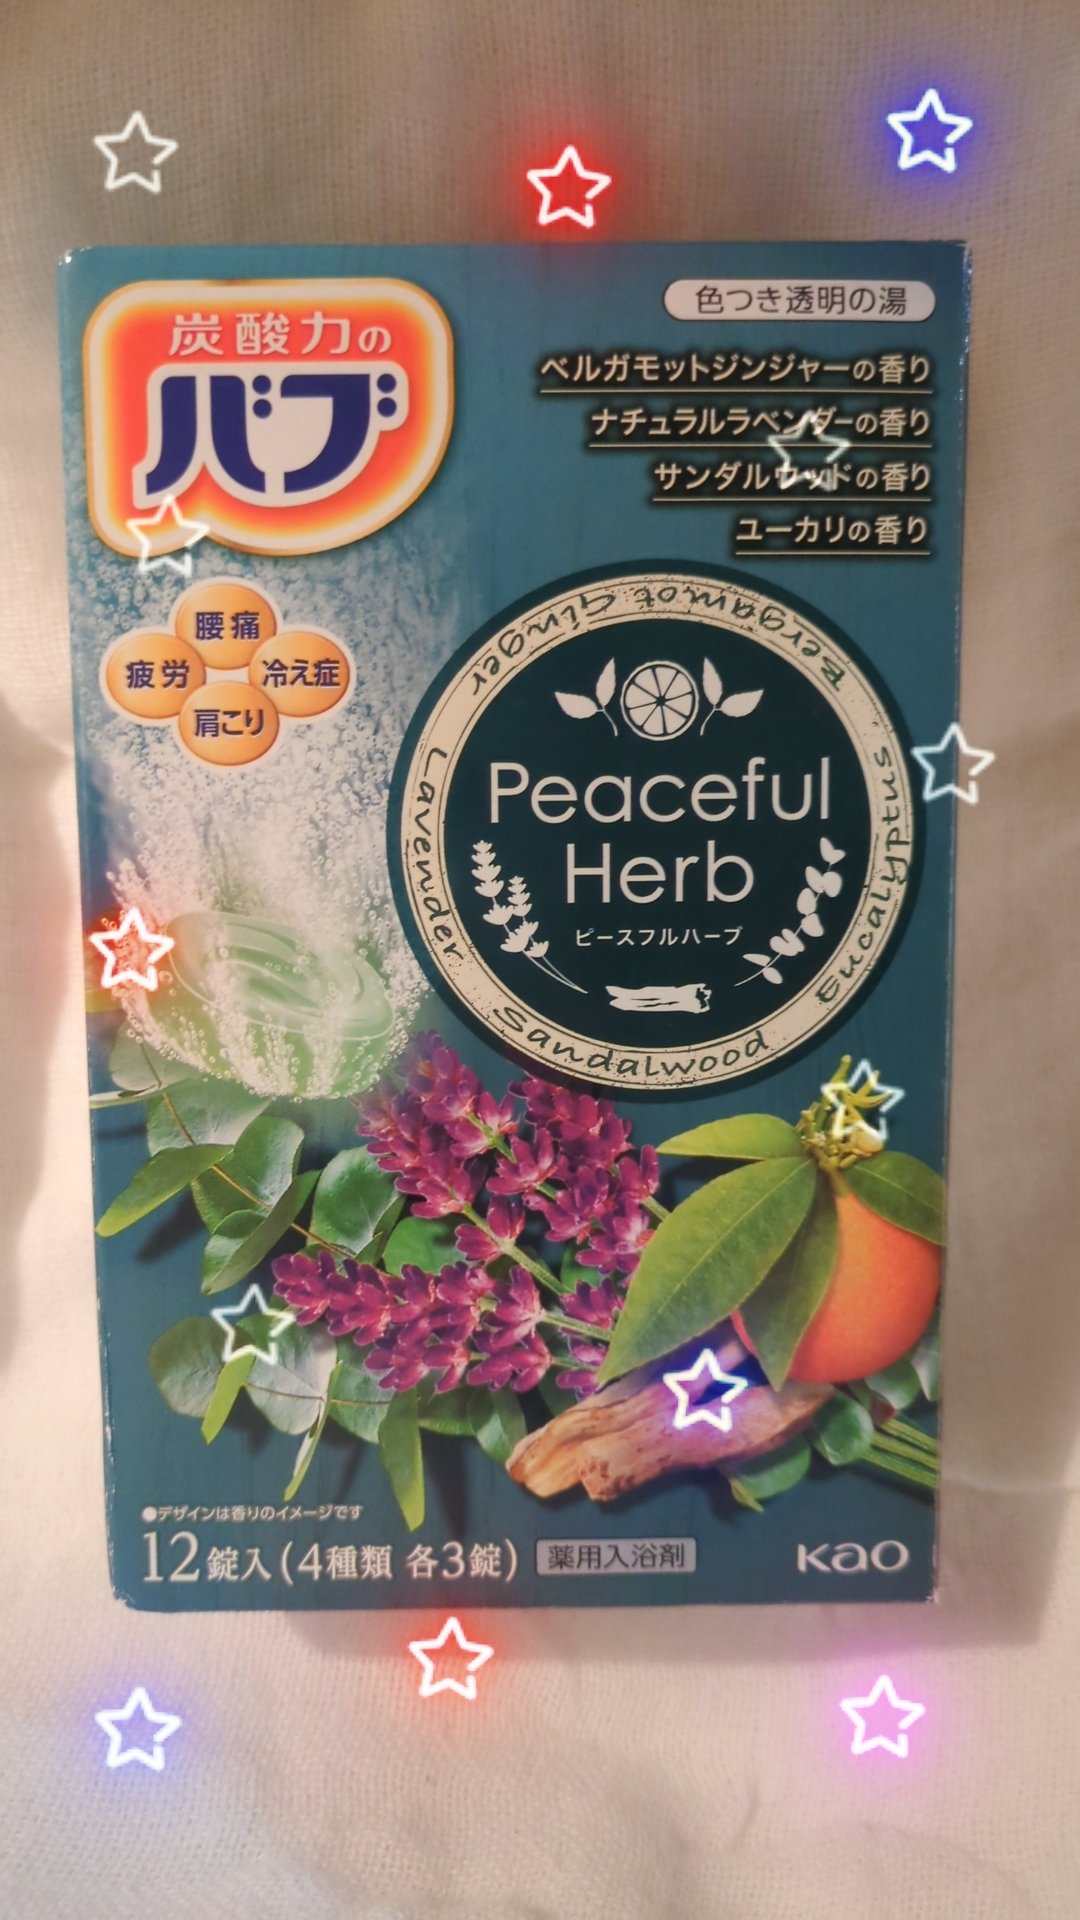 炭酸力の
バブ
色つき透明の湯
ベルガモットジンジャーの香り
ナチュラルラベンダーの香り
サンダルウッドの香り
ユーカリの香り
腰痛
疲労
冷え症
肩こり
Bergamot Ginger
Lavender
Eucalyptus
Sandalwood
Peaceful
Herb
ピースフルハーブ
●デザインは香りのイメージです
12錠入(4種類 各3錠)
薬用入浴剤
Kao